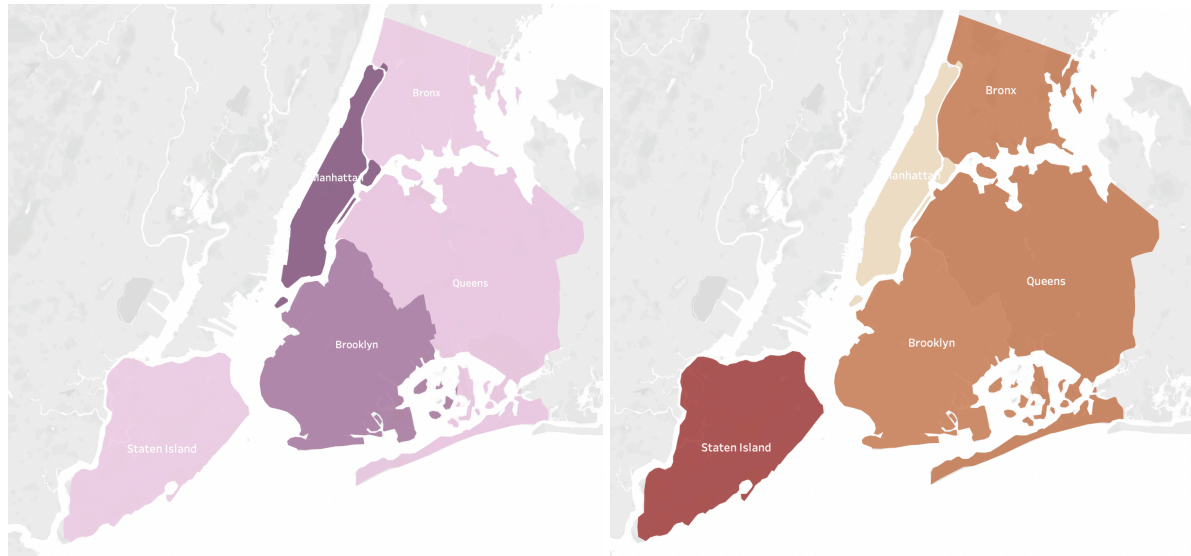 Bronx
Manhattan
Queens
Brooklyn
Staten Island
Bronx
Manhattan
Queens
Brooklyn
Staten Island